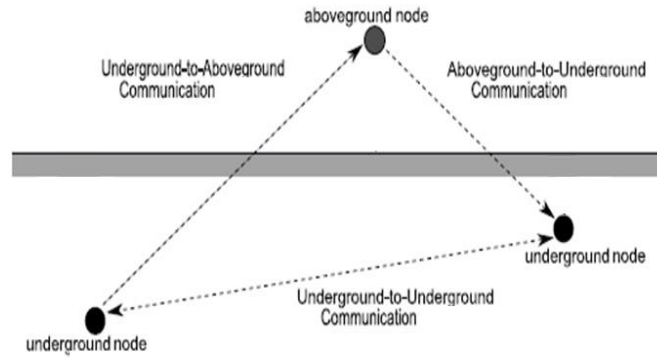 aboveground node
Underground-to-Aboveground
Communication
Aboveground-to-Underground
Communication
underground node
Underground-to-Underground
Communication
underground node